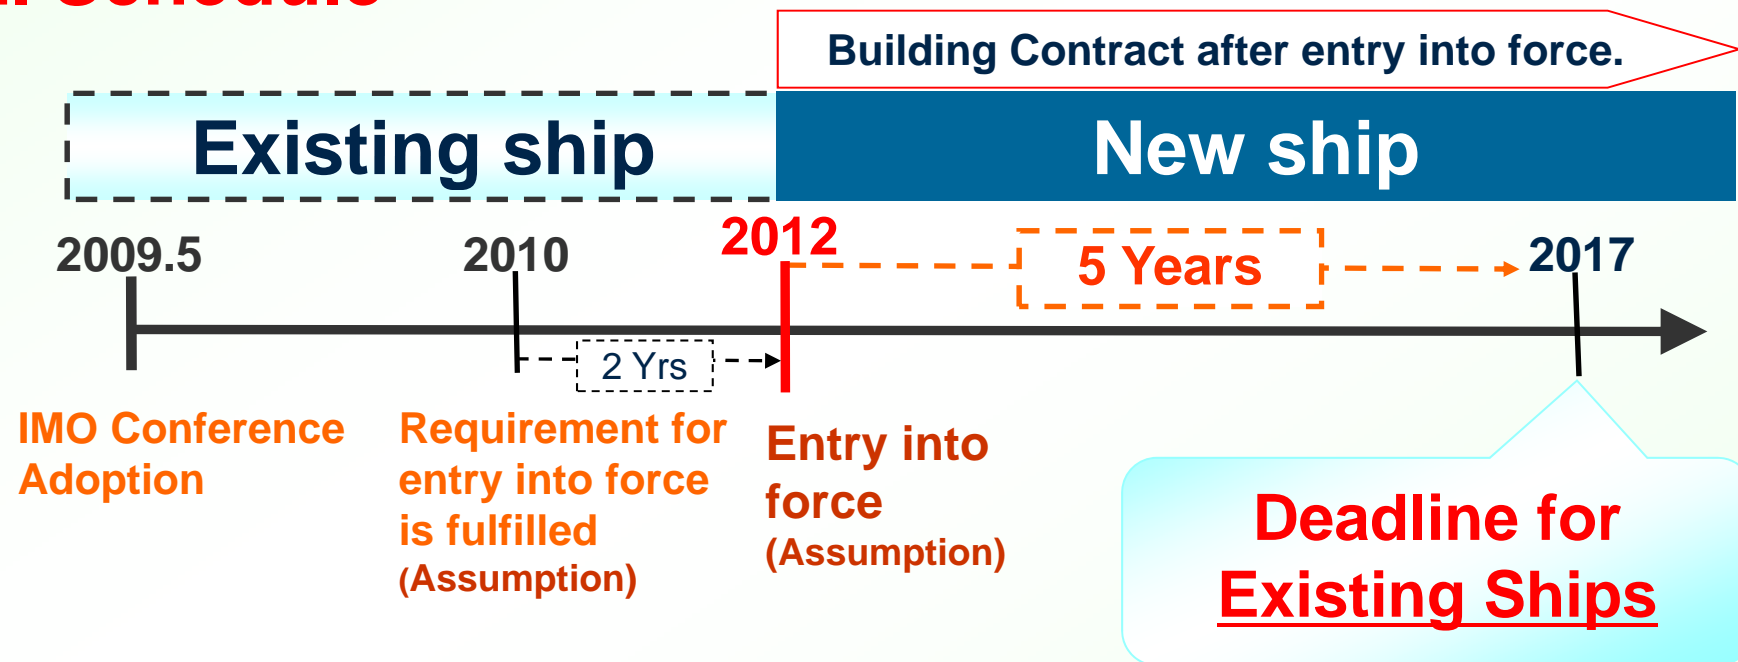 Schedule
Building Contract after entry into force.
Existing ship
New ship
2009.5
2010
2012
5 Years
2017
2 Yrs
IMO Conference
Adoption
Requirement for
entry into force
is fulfilled
(Assumption)
Entry into
force
(Assumption)
Deadline for
Existing Ships